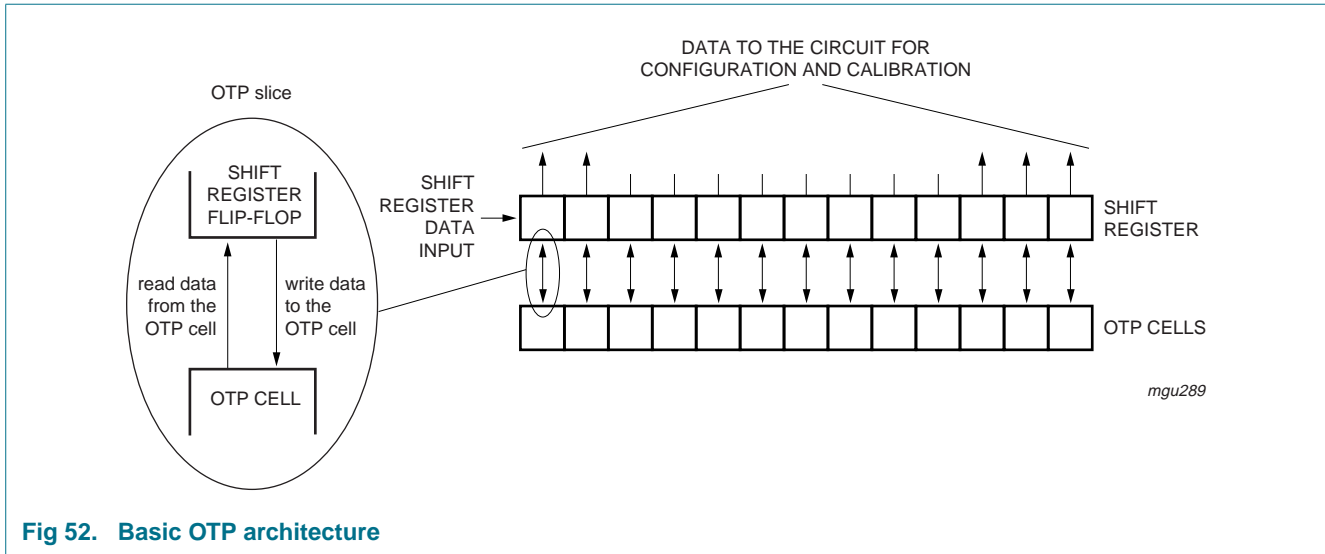 DATA TO THE CIRCUIT FOR
CONFIGURATION AND CALIBRATION
OTP slice
SHIFT
REGISTER
FLIP-FLOP
read data
from the
OTP cell
write data
to the
OTP cell
OTP CELL
SHIFT
REGISTER
DATA
INPUT
SHIFT
REGISTER
OTP CELLS
mgu289
Fig 52. Basic OTP architecture